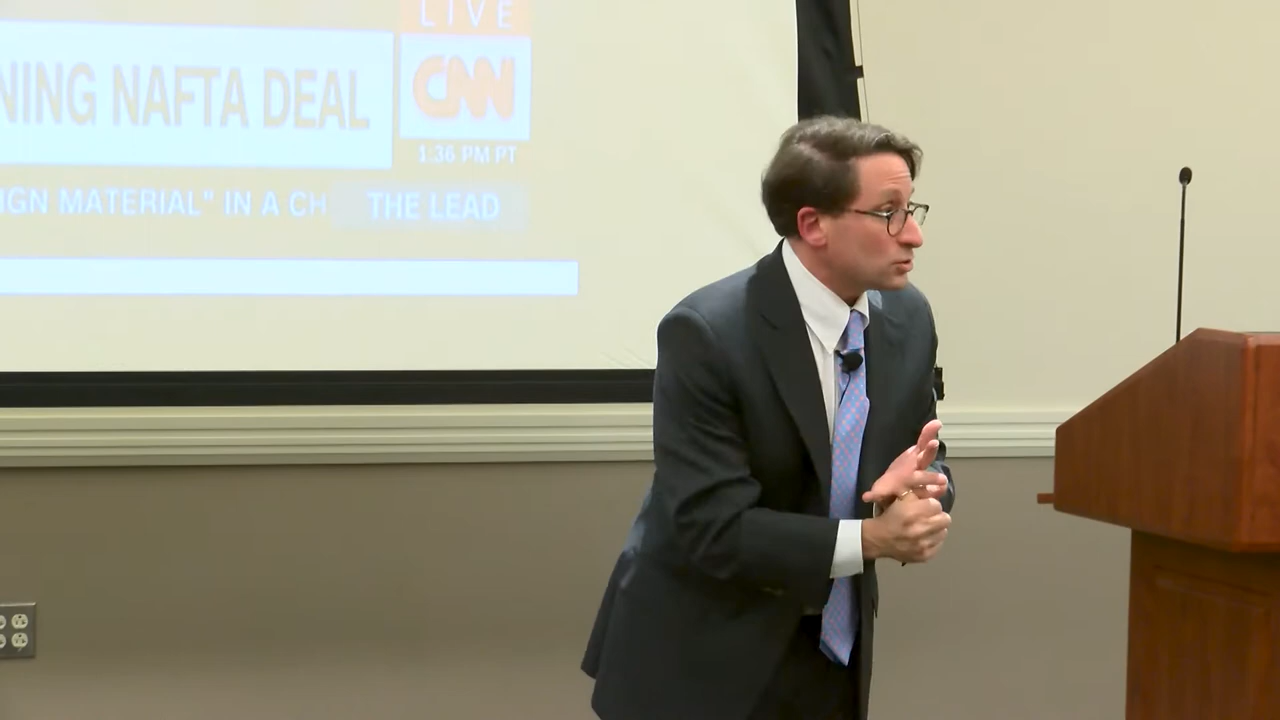 LIVE
NING NAFTA DEAL
CNN
1:36 PM PT
IGN MATERIAL" IN A CH
THE LEAD